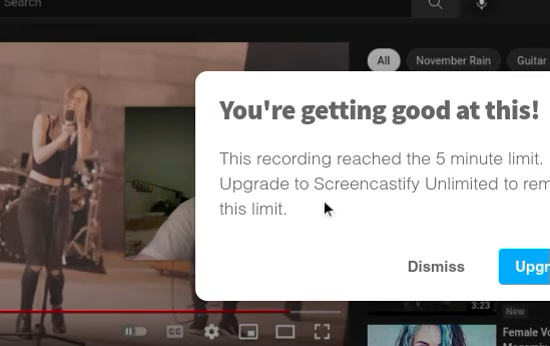 Search
All
November Rain
Guitar
You're getting good at this!
This recording reached the 5 minute limit.
Upgrade to Screencastify Unlimited to rem
this limit.
Dismiss
Upgr
3:23
New
Female Vo